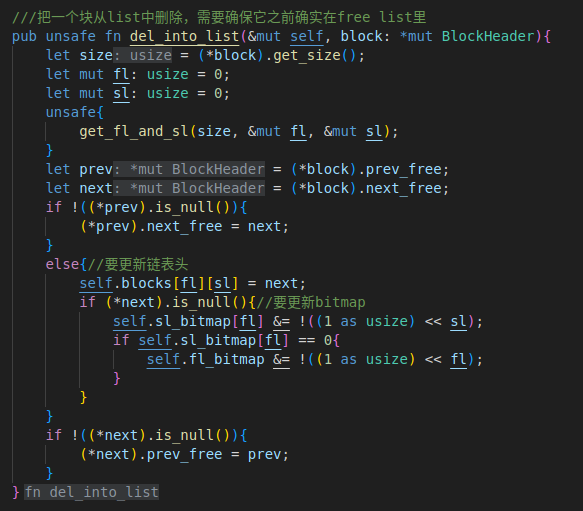 ///把一个块从list中删除，需要确保它之前确实在free list里
pub unsafe fn del_into_list(&mut self, block: *mut BlockHeader){
    let size: usize = (*block).get_size();
    let mut fl: usize = 0;
    let mut sl: usize = 0;
    unsafe{
        get_fl_and_sl(size, &mut fl, &mut sl);
    }
    let prev: *mut BlockHeader = (*block).prev_free;
    let next: *mut BlockHeader = (*block).next_free;
    if !((*prev).is_null()){
        (*prev).next_free = next;
    }
    else{//要更新链表头
        self.blocks[fl][sl] = next;
        if (*next).is_null(){//要更新bitmap
            self.sl_bitmap[fl] &= !((1 as usize) << sl);
            if self.sl_bitmap[fl] == 0{
                self.fl_bitmap &= !((1 as usize) << fl);
            }
        }
    }
    if !((*next).is_null()){
        (*next).prev_free = prev;
    }
} fn del_into_list